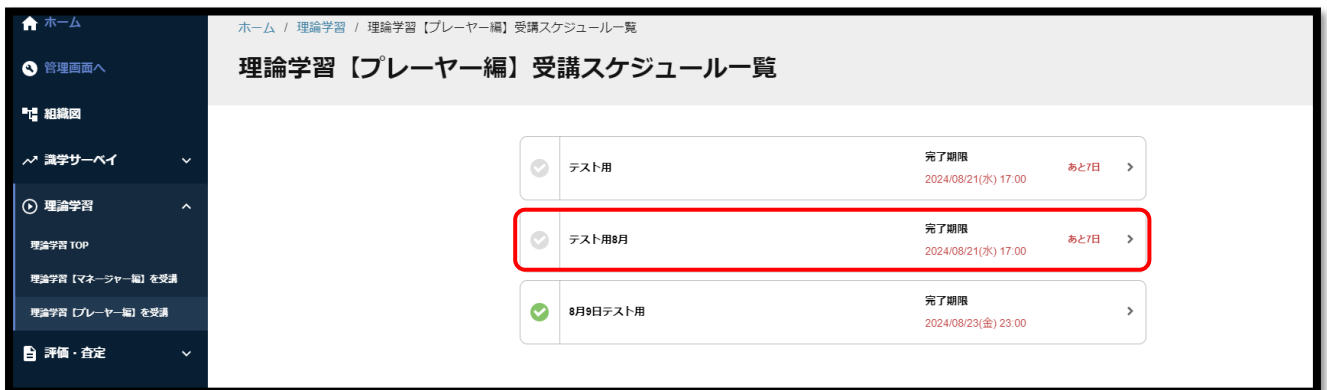 ホーム
管理画面へ
組織図
識学サーベイ
理論学習
理論学習 TOP
理論学習【マネージャー編】を受講
理論学習【プレーヤー編】を受講
評価・査定
ホーム / 理論学習 / 理論学習【プレーヤー編】受講スケジュール一覧
理論学習【プレーヤー編】受講スケジュール一覧
テスト用
完了期限
2024/08/21(水) 17:00
あと7日
テスト用8月
完了期限
2024/08/21(水) 17:00
あと7日
8月9日テスト用
完了期限
2024/08/23(金) 23:00